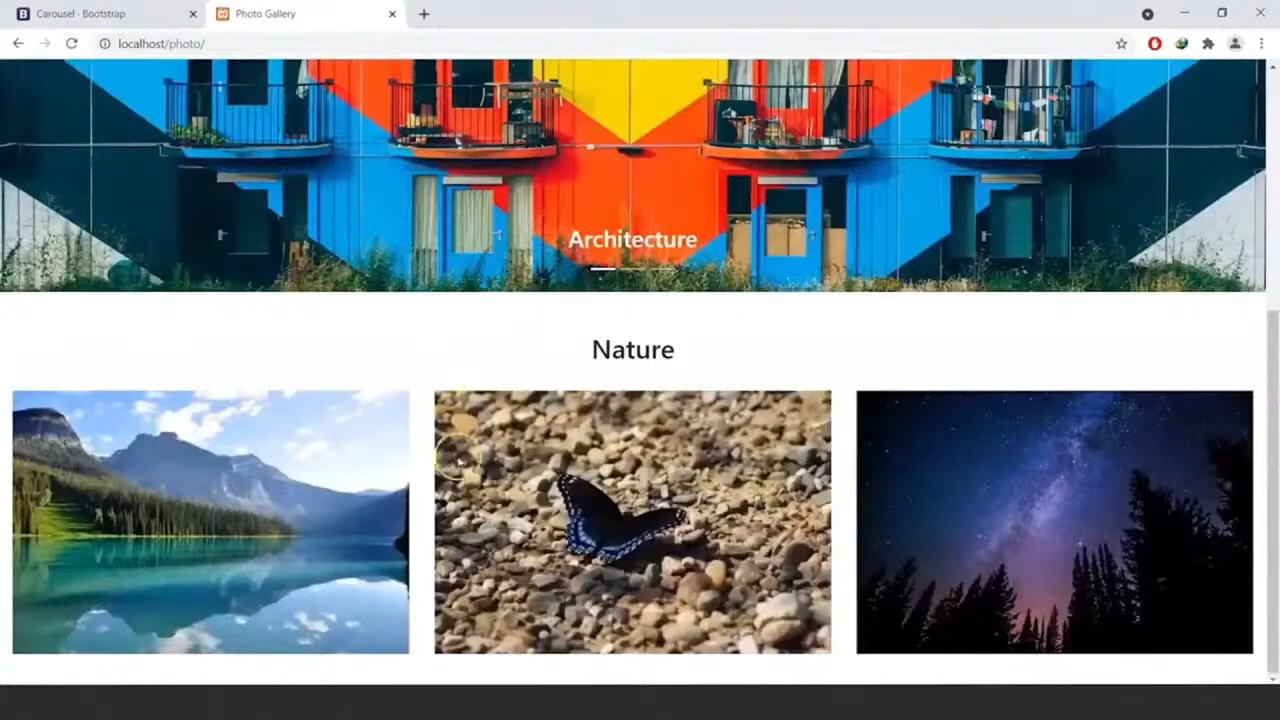 Carousel · Bootstrap
Photo Gallery
localhost/photo/
Architecture
Nature